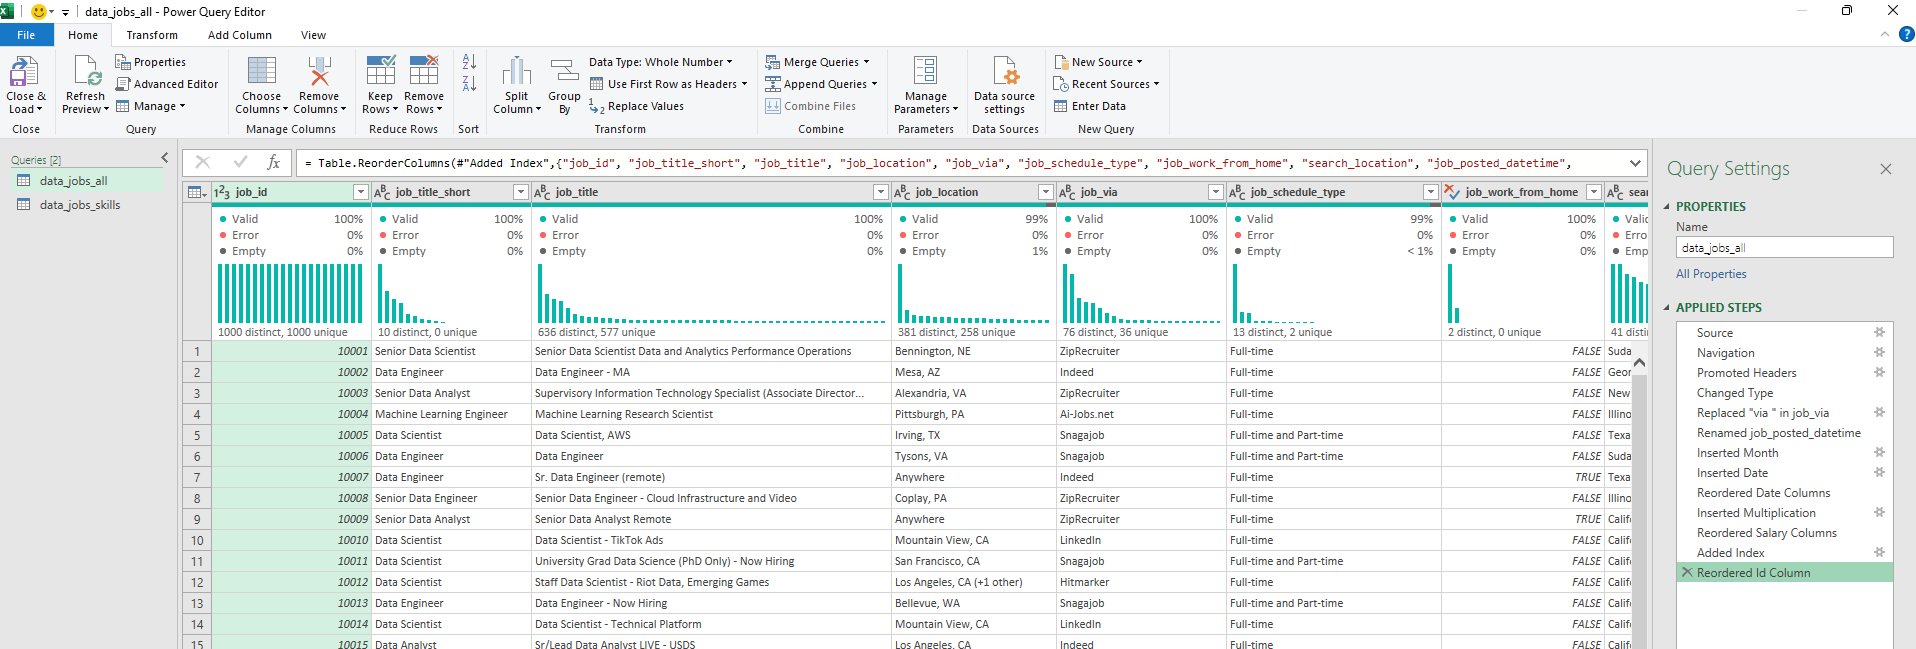 data_jobs_all - Power Query Editor
File Home Transform Add Column View
Close & Load
Close
Refresh Preview
Properties
Advanced Editor
Manage
Query
Choose Columns
Remove Columns
Manage Columns
Keep Rows
Remove Rows
Reduce Rows
Sort
Split Column
Group By
Data Type: Whole Number
Use First Row as Headers
Replace Values
Transform
Merge Queries
Append Queries
Combine Files
Combine
Manage Parameters
Parameters
Data source settings
Data Sources
New Source
Recent Sources
Enter Data
New Query
Queries [2]
data_jobs_all
data_jobs_skills
= Table.ReorderColumns(#"Added Index",{"job_id", "job_title_short", "job_title", "job_location", "job_via", "job_schedule_type", "job_work_from_home", "search_location", "job_posted_datetime",
job_id job_title_short job_title job_location job_via job_schedule_type job_work_from_home
Valid 100% Valid 100% Valid 100% Valid 99% Valid 100% Valid 99% Valid 100%
Error 0% Error 0% Error 0% Error 0% Error 0% Error 0% Error 0%
Empty 0% Empty 0% Empty 0% Empty 1% Empty 0% Empty < 1% Empty 0%
1000 distinct, 1000 unique 10 distinct, 0 unique 636 distinct, 577 unique 381 distinct, 258 unique 76 distinct, 36 unique 13 distinct, 2 unique 2 distinct, 0 unique 41 disti
1 10001 Senior Data Scientist Senior Data Scientist Data and Analytics Performance Operations Bennington, NE ZipRecruiter Full-time FALSE Suda
2 10002 Data Engineer Data Engineer - MA Mesa, AZ Indeed Full-time FALSE Geor
3 10003 Senior Data Analyst Supervisory Information Technology Specialist (Associate Director... Alexandria, VA ZipRecruiter Full-time FALSE New
4 10004 Machine Learning Engineer Machine Learning Research Scientist Pittsburgh, PA Ai-Jobs.net Full-time FALSE Illino
5 10005 Data Scientist Data Scientist, AWS Irving, TX Snagajob Full-time and Part-time FALSE Texa
6 10006 Data Engineer Data Engineer Tysons, VA Snagajob Full-time and Part-time FALSE Suda
7 10007 Data Engineer Sr. Data Engineer (remote) Anywhere Indeed Full-time TRUE Texa
8 10008 Senior Data Engineer Senior Data Engineer - Cloud Infrastructure and Video Coplay, PA ZipRecruiter Full-time FALSE Illino
9 10009 Senior Data Analyst Senior Data Analyst Remote Anywhere ZipRecruiter Full-time TRUE Califo
10 10010 Data Scientist Data Scientist - TikTok Ads Mountain View, CA LinkedIn Full-time FALSE Califo
11 10011 Data Scientist University Grad Data Science (PhD Only) - Now Hiring San Francisco, CA Snagajob Full-time and Part-time FALSE Califo
12 10012 Data Scientist Staff Data Scientist - Riot Data, Emerging Games Los Angeles, CA (+1 other) Hitmarker Full-time FALSE Califo
13 10013 Data Engineer Data Engineer - Now Hiring Bellevue, WA Snagajob Full-time and Part-time FALSE Califo
14 10014 Data Scientist Data Scientist - Technical Platform Mountain View, CA LinkedIn Full-time FALSE Califo
15 10015 Data Analyst Sr/Lead Data Analyst LIVE - USDS Los Angeles, CA Indeed Full-time FALSE Califo
Query Settings
PROPERTIES
Name
data_jobs_all
All Properties
APPLIED STEPS
Source
Navigation
Promoted Headers
Changed Type
Replaced "via " in job_via
Renamed job_posted_datetime
Inserted Month
Inserted Date
Reordered Date Columns
Inserted Multiplication
Reordered Salary Columns
Added Index
Reordered Id Column